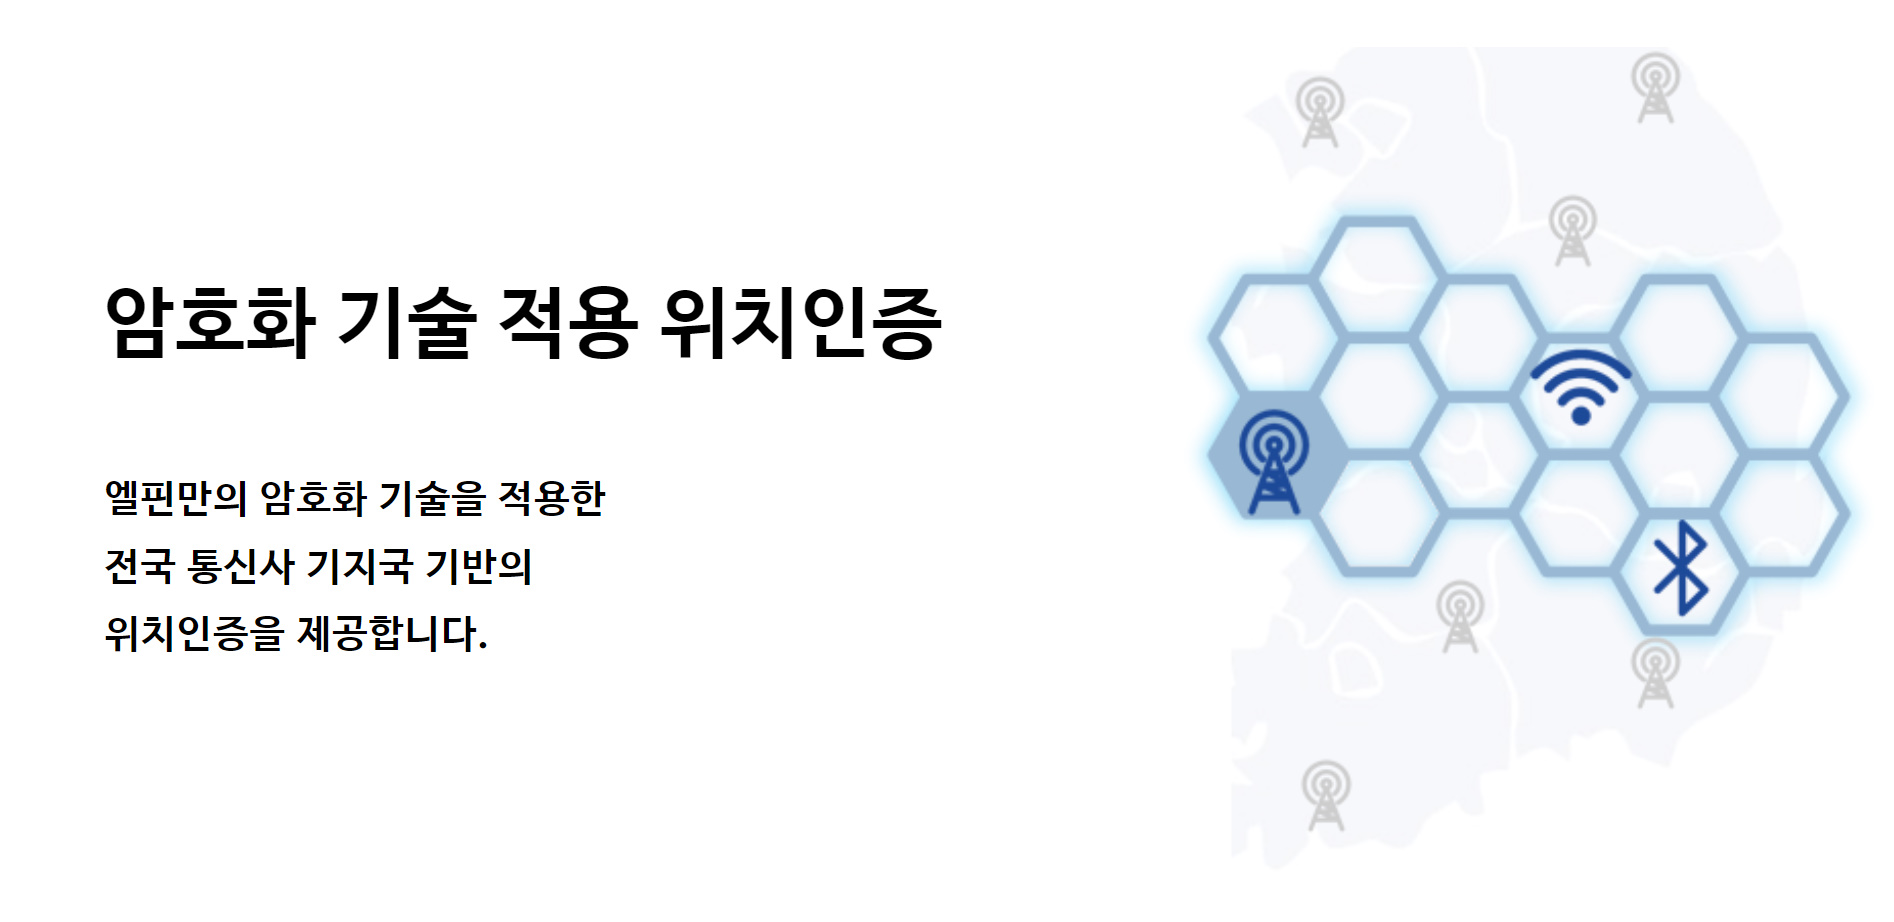 암호화 기술 적용 위치인증
엘핀만의 암호화 기술을 적용한
전국 통신사 기지국 기반의
위치인증을 제공합니다.